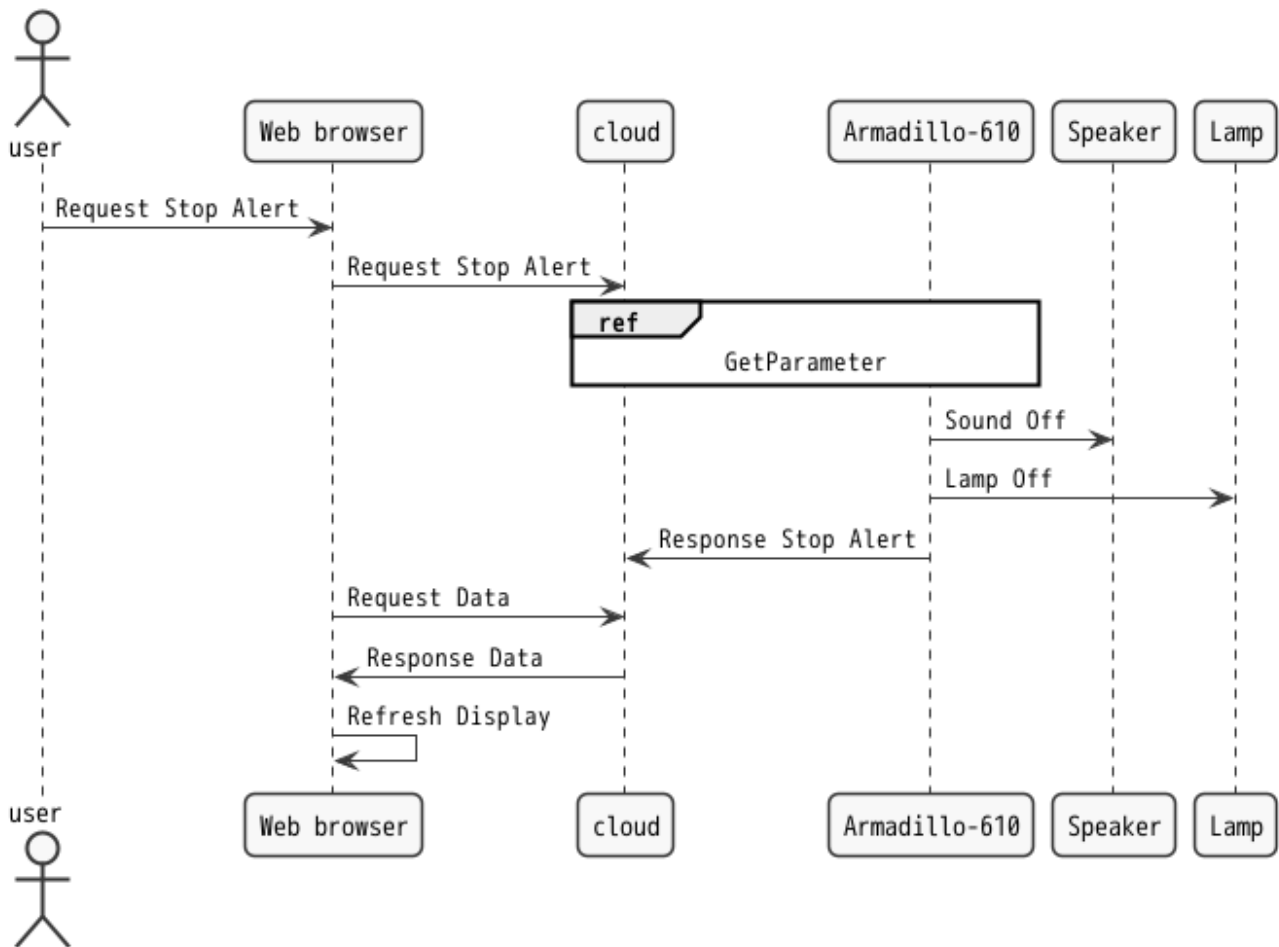 user
Web browser
cloud
Armadillo-610
Speaker
Lamp
Request Stop Alert
Request Stop Alert
ref
GetParameter
Sound Off
Lamp Off
Response Stop Alert
Request Data
Response Data
Refresh Display
user
Web browser
cloud
Armadillo-610
Speaker
Lamp